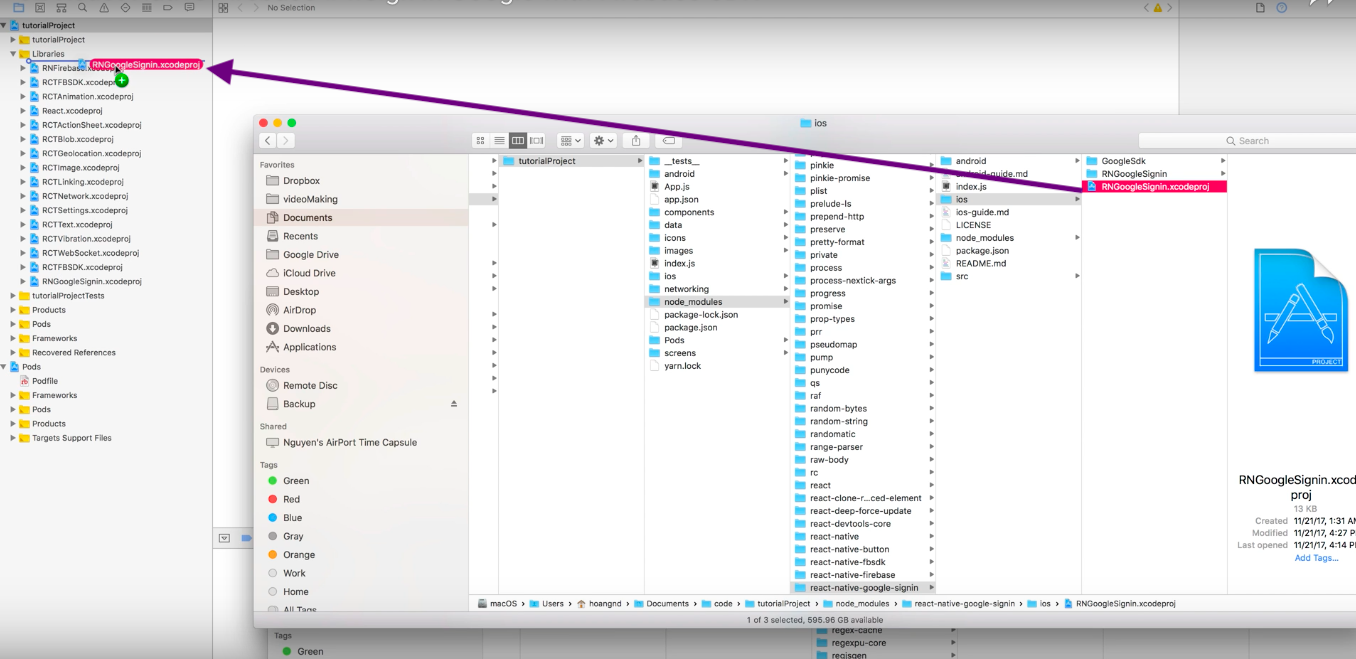 No Selection
tutorialProject
tutorialProject
Libraries
RNFirebase.xcodeproj
RNGoogleSignin.xcodeproj
RCTFBSDK.xcodeproj
RCTAnimation.xcodeproj
React.xcodeproj
RCTActionSheet.xcodeproj
RCTBlob.xcodeproj
RCTGeolocation.xcodeproj
RCTImage.xcodeproj
RCTLinking.xcodeproj
RCTNetwork.xcodeproj
RCTSettings.xcodeproj
RCTText.xcodeproj
RCTVibration.xcodeproj
RCTWebSocket.xcodeproj
RCTFBSDK.xcodeproj
RNGoogleSignin.xcodeproj
tutorialProjectTests
Products
Pods
Frameworks
Recovered References
Pods
Podfile
Frameworks
Pods
Products
Targets Support Files
ios
Search
Favorites
Dropbox
videoMaking
Documents
Recents
Google Drive
iCloud Drive
Desktop
AirDrop
Downloads
Applications
Devices
Remote Disc
Backup
Shared
Nguyen's AirPort Time Capsule
Tags
Green
Red
Blue
Gray
Orange
Work
Home
All Tags
tutorialProject
__tests__
android
App.js
app.json
components
data
icons
images
index.js
ios
networking
node_modules
package-lock.json
package.json
Pods
screens
yarn.lock
pinkie
pinkie-promise
plist
prelude-ls
prepend-http
preserve
pretty-format
private
process
process-nextick-args
progress
promise
prop-types
prr
pseudomap
pump
punycode
qs
raf
random-bytes
random-string
randomatic
range-parser
raw-body
rc
react
react-clone-r...ced-element
react-deep-force-update
react-devtools-core
react-native
react-native-button
react-native-fbsdk
react-native-firebase
react-native-google-signin
android
android-guide.md
index.js
ios
ios-guide.md
LICENSE
node_modules
package.json
README.md
src
GoogleSdk
RNGoogleSignin
RNGoogleSignin.xcodeproj
PROJECT
RNGoogleSignin.xcode
proj
13 KB
Created 11/21/17, 1:31 AM
Modified 11/21/17, 4:27 P
Last opened 11/21/17, 4:14 P
Add Tags...
macOS › Users › hoangnd › Documents › code › tutorialProject › node_modules › react-native-google-signin › ios › RNGoogleSignin.xcodeproj
1 of 3 selected, 595.96 GB available
Tags
Green
regex-cache
regexpu-core
regjsgen